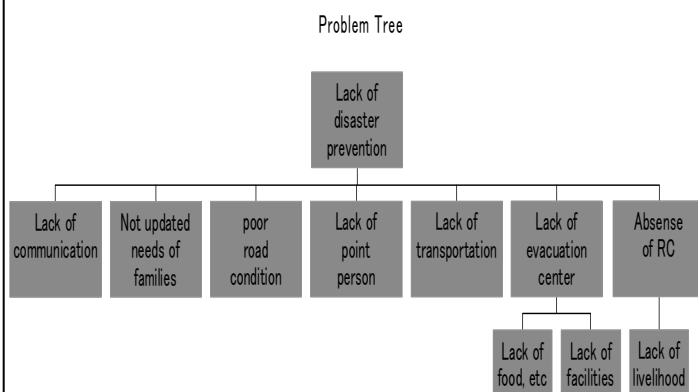 Problem Tree
Lack of
disaster
prevention
Lack of
communication
Not updated
needs of
families
poor
road
condition
Lack of
point
person
Lack of
transportation
Lack of
evacuation
center
Absense
of RC
Lack of
food, etc
Lack of
facilities
Lack of
livelihood